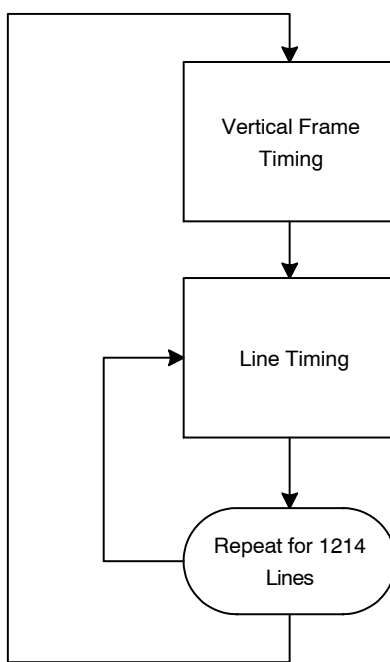 Vertical Frame
Timing
Line Timing
Repeat for 1214
Lines